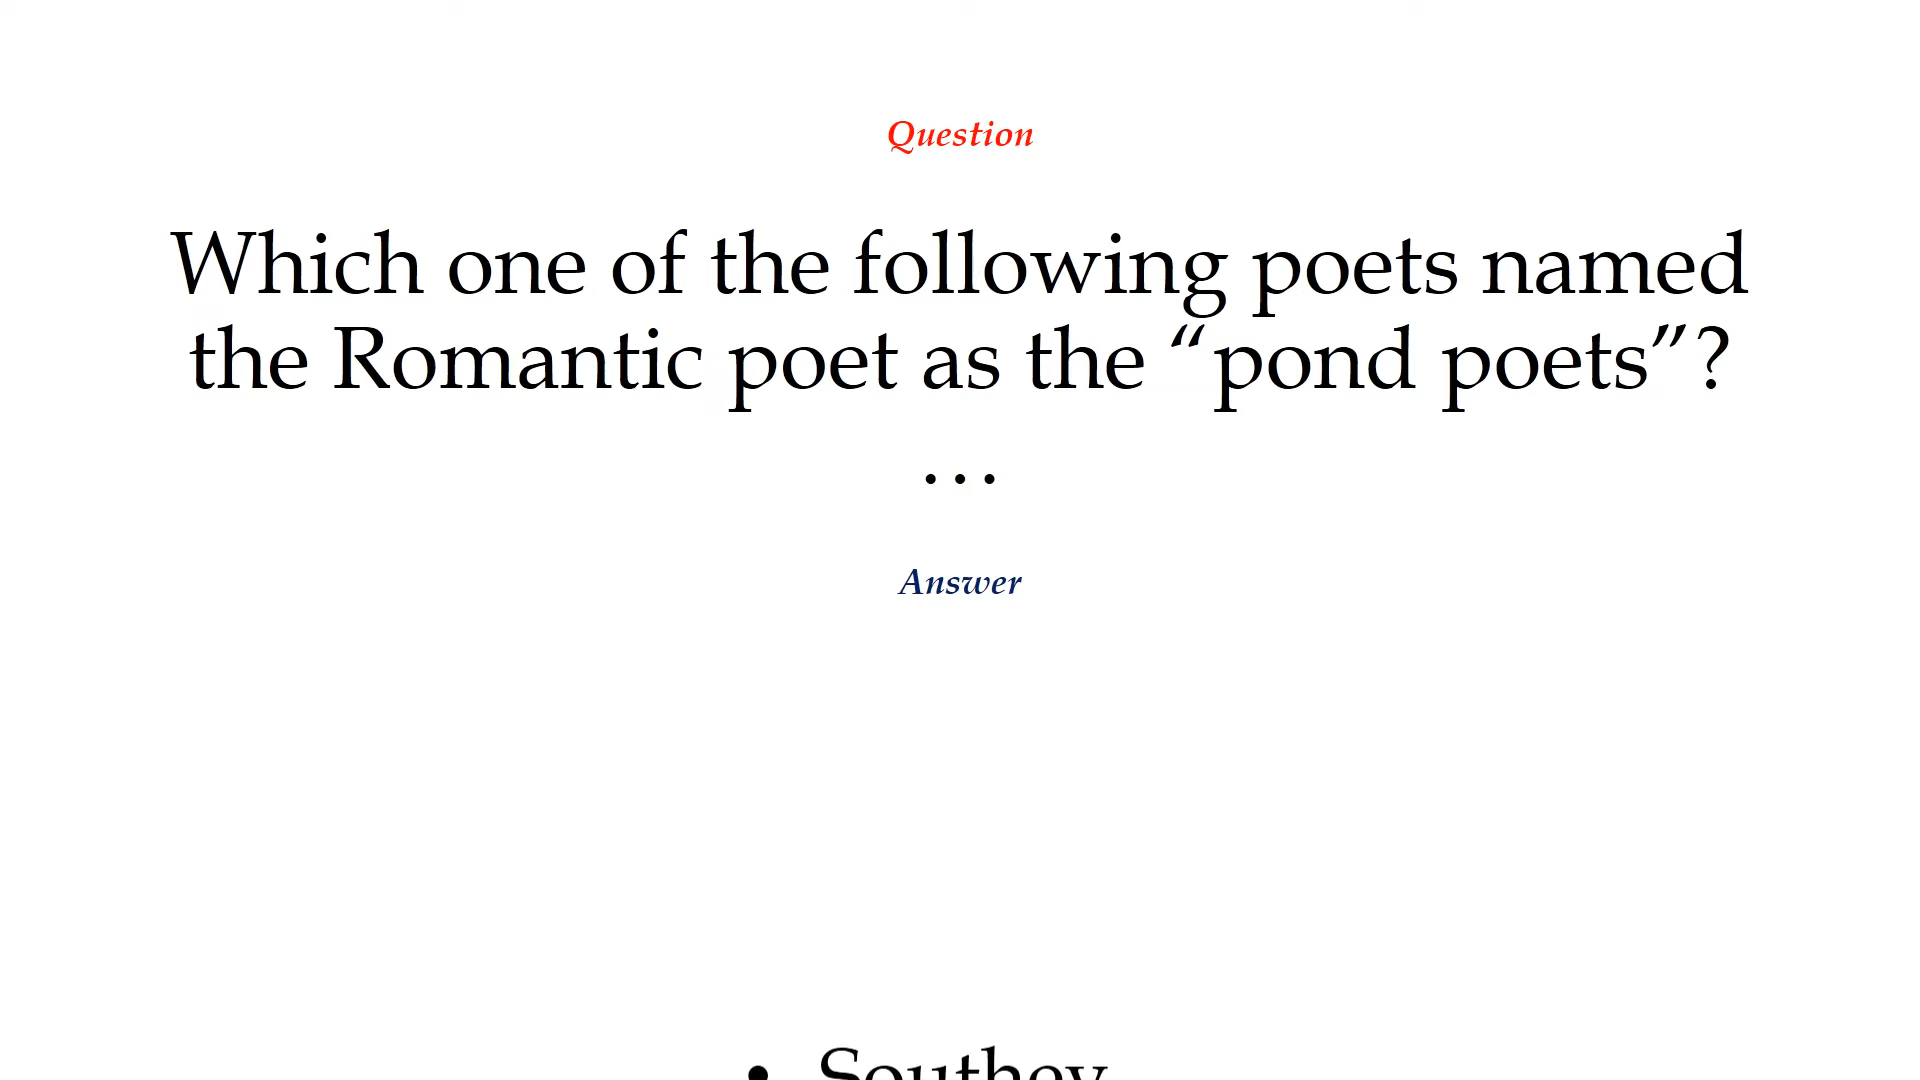 Question
Which one of the following poets named
the Romantic poet as the “pond poets”?
…
Answer
• Southey